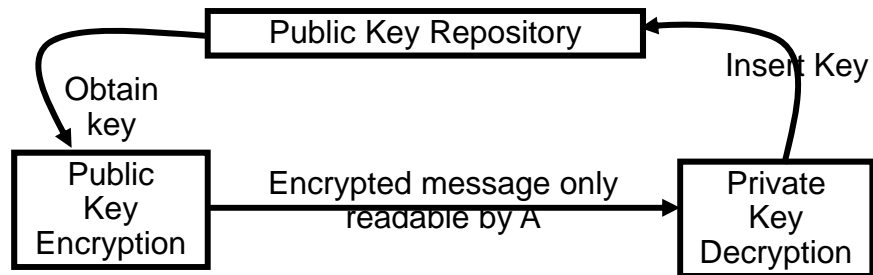 Public Key Repository
Insert Key
Obtain
key
Public
Key
Encryption
Encrypted message only
readable by A
Private
Key
Decryption